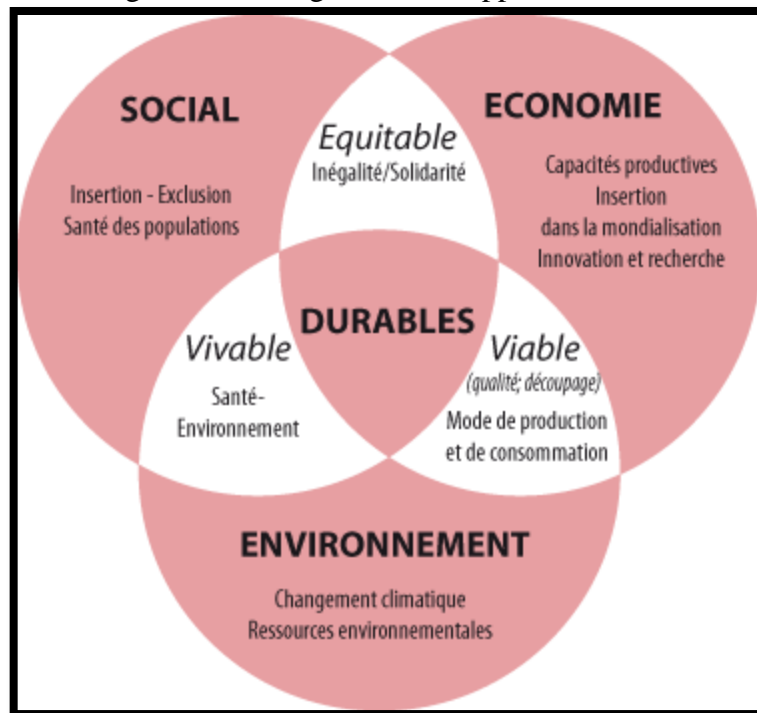 SOCIAL
Insertion - Exclusion
Santé des populations
Equitable
Inégalité/Solidarité
ECONOMIE
Capacités productives
Insertion
dans la mondialisation
Innovation et recherche
DURABLES
Vivable
Santé-
Environnement
Viable
(qualité; découpage)
Mode de production
et de consommation
ENVIRONNEMENT
Changement climatique
Ressources environnementales